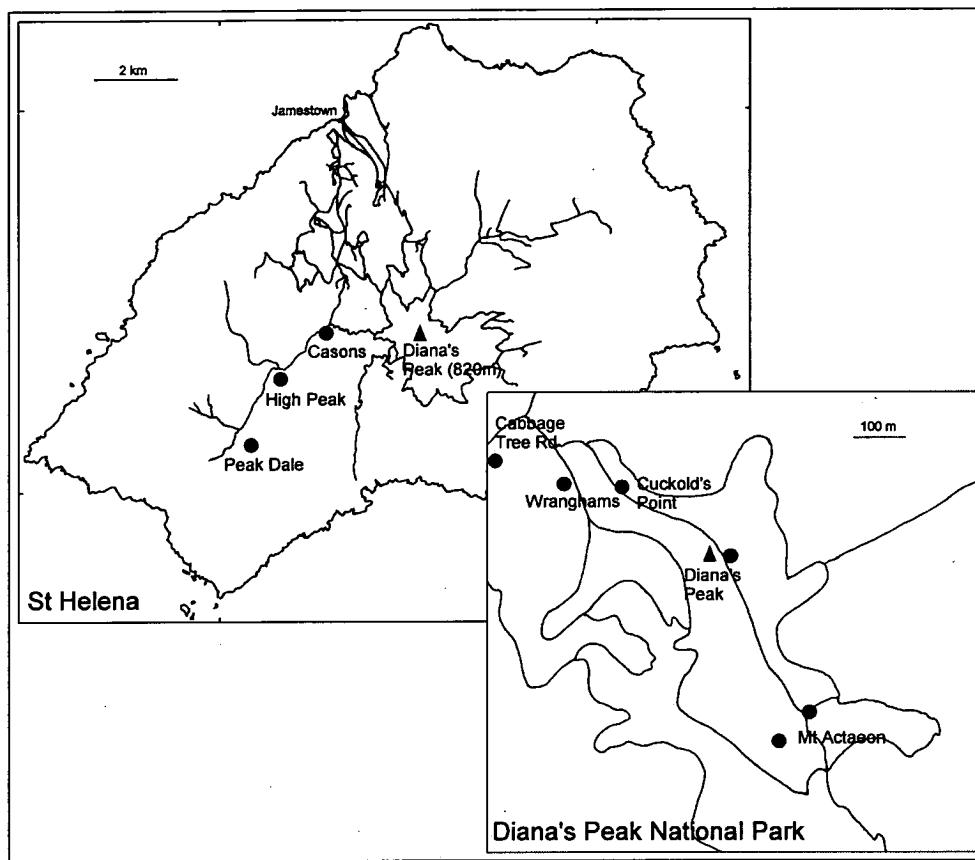 2 km
Jamestown
Casons
Diana's
Peak (820m)
High Peak
Peak Dale
St Helena
Cabbage
Tree Rd
100 m
Wranghams
Cuckold's
Point
Diana's
Peak
Mt Actaeon
Diana's Peak National Park